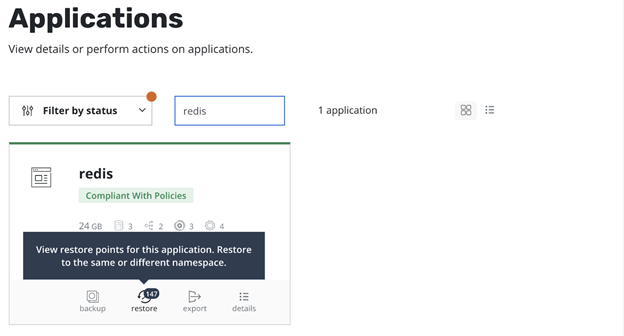 Applications
View details or perform actions on applications.
Filter by status
redis
1 application
redis
Compliant With Policies
24 GB 3 2 3 4
View restore points for this application. Restore
to the same or different namespace.
147
backup restore export details